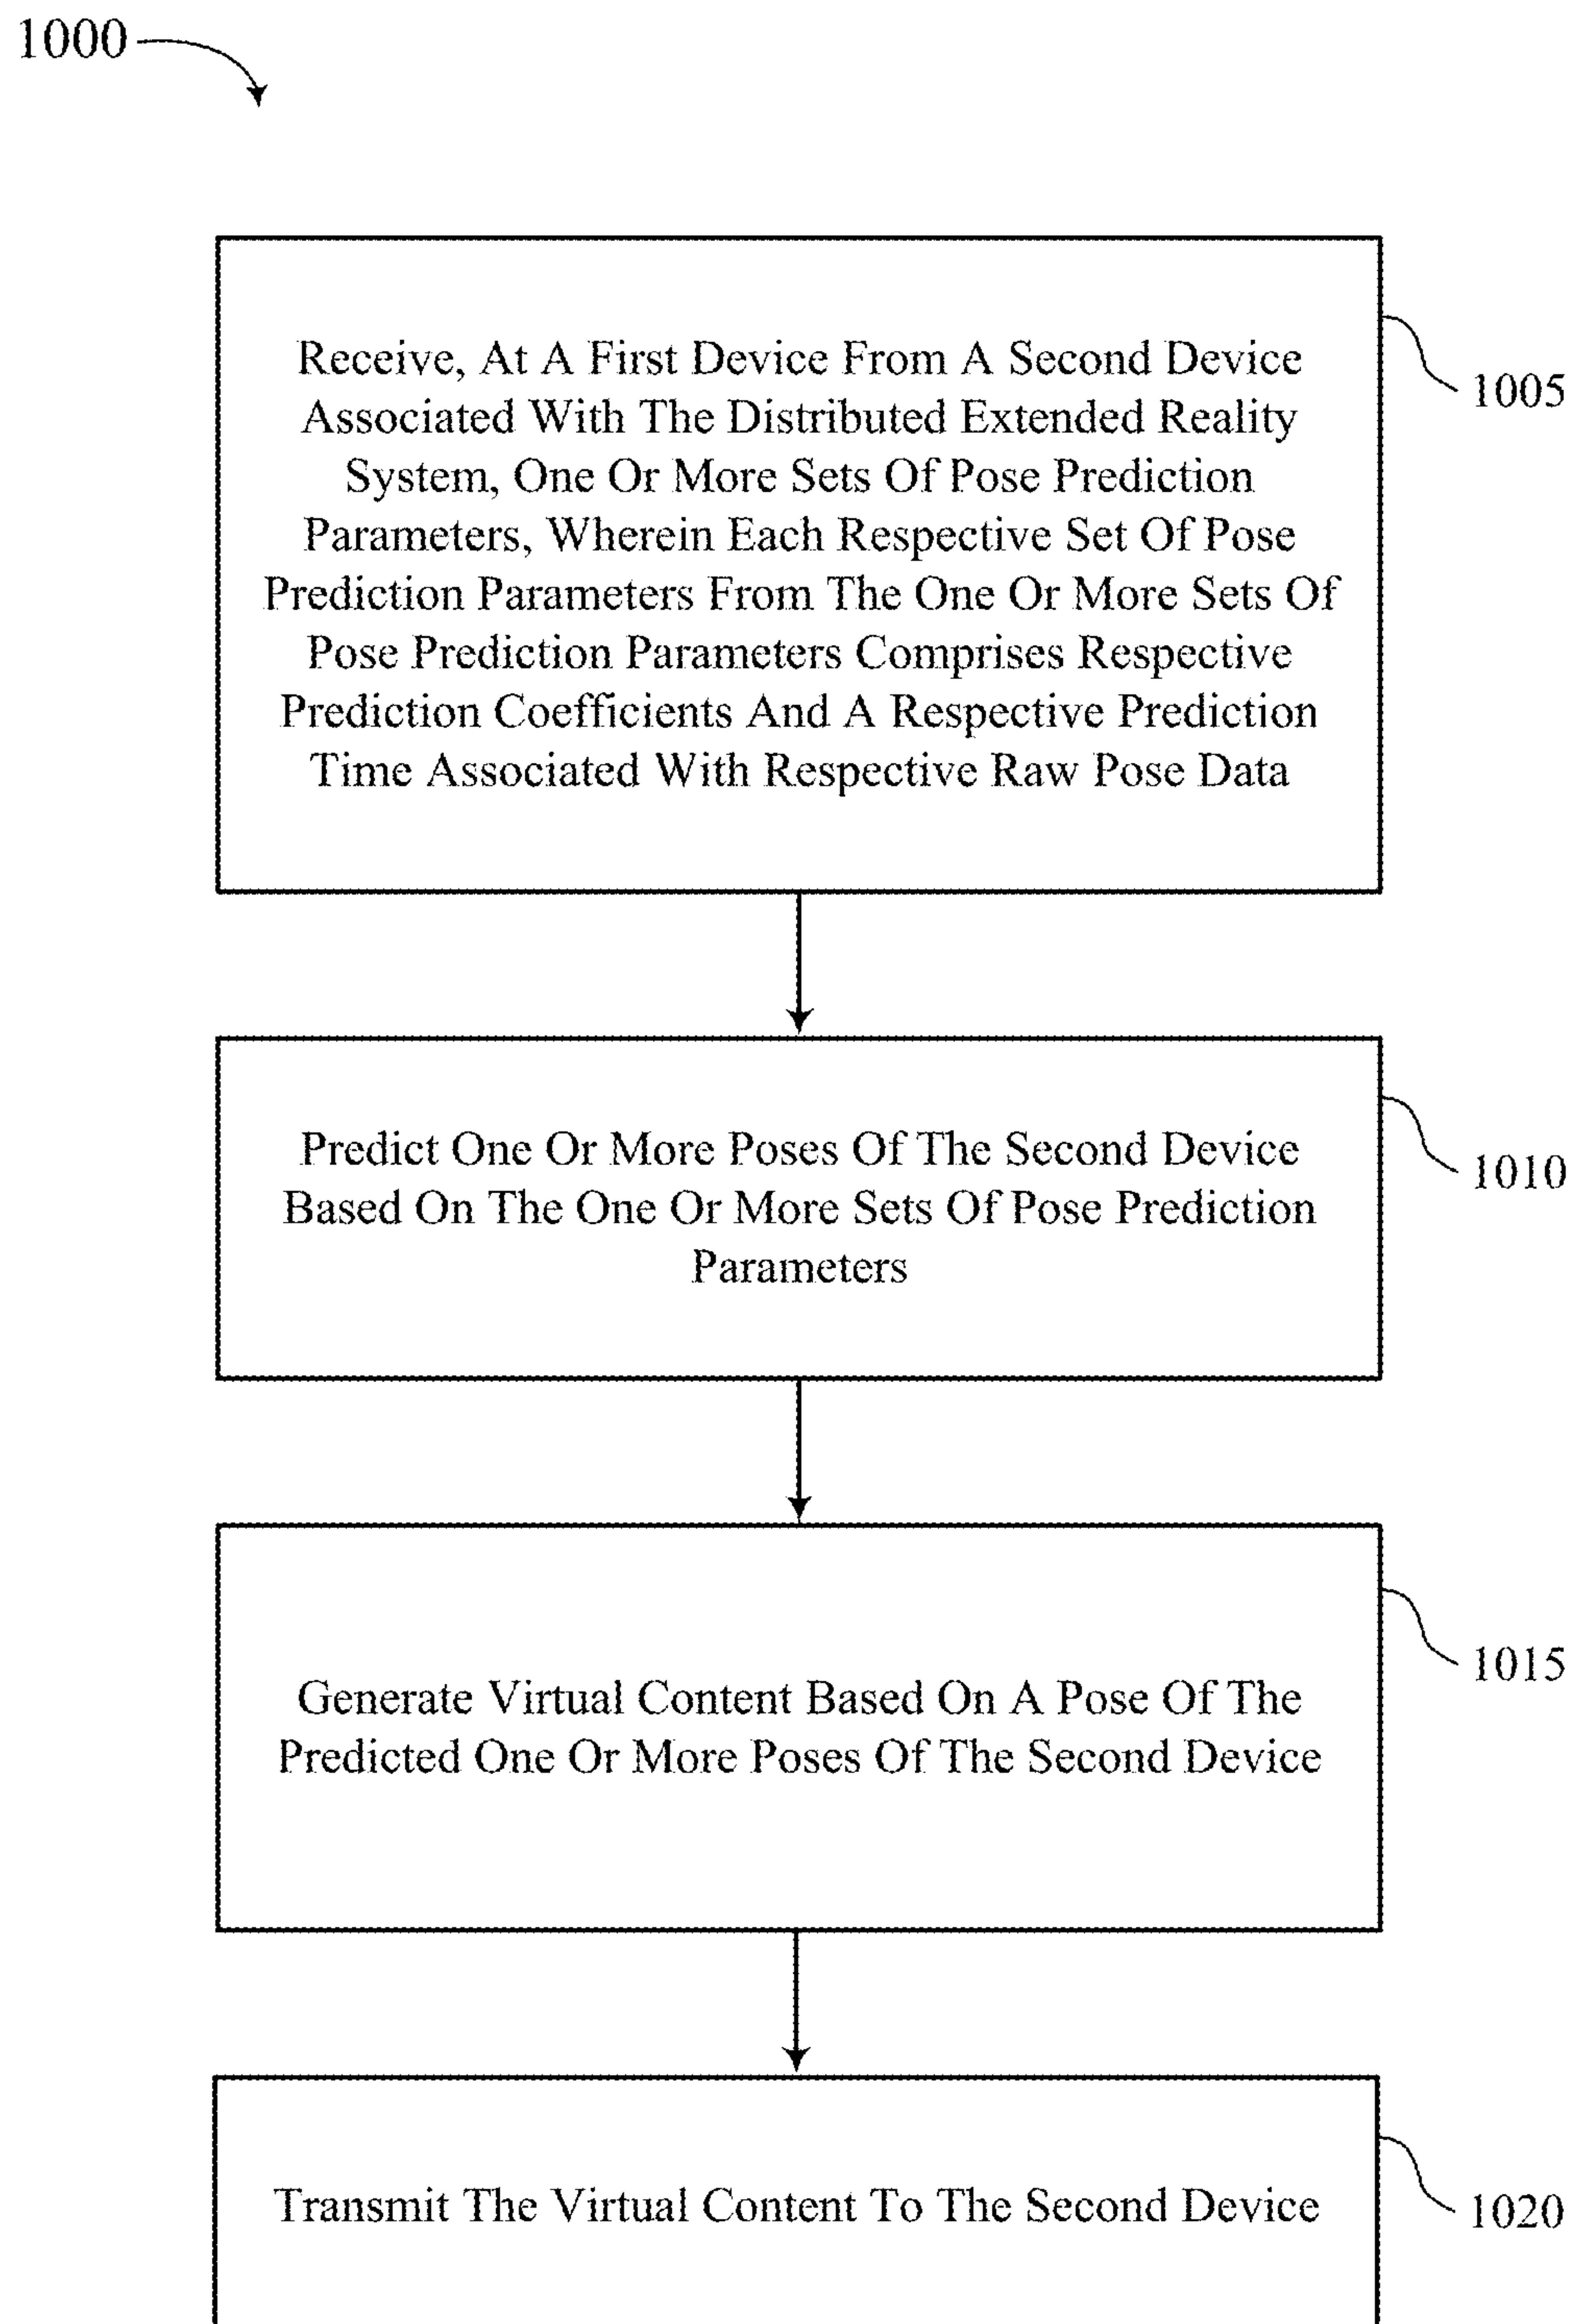 1000
Receive, At A First Device From A Second Device
Associated With The Distributed Extended Reality
System, One Or More Sets Of Pose Prediction
Parameters, Wherein Each Respective Set Of Pose
Prediction Parameters From The One Or More Sets Of
Pose Prediction Parameters Comprises Respective
Prediction Coefficients And A Respective Prediction
Time Associated With Respective Raw Pose Data
1005
Predict One Or More Poses Of The Second Device
Based On The One Or More Sets Of Pose Prediction
Parameters
1010
Generate Virtual Content Based On A Pose Of The
Predicted One Or More Poses Of The Second Device
1015
Transmit The Virtual Content To The Second Device
1020